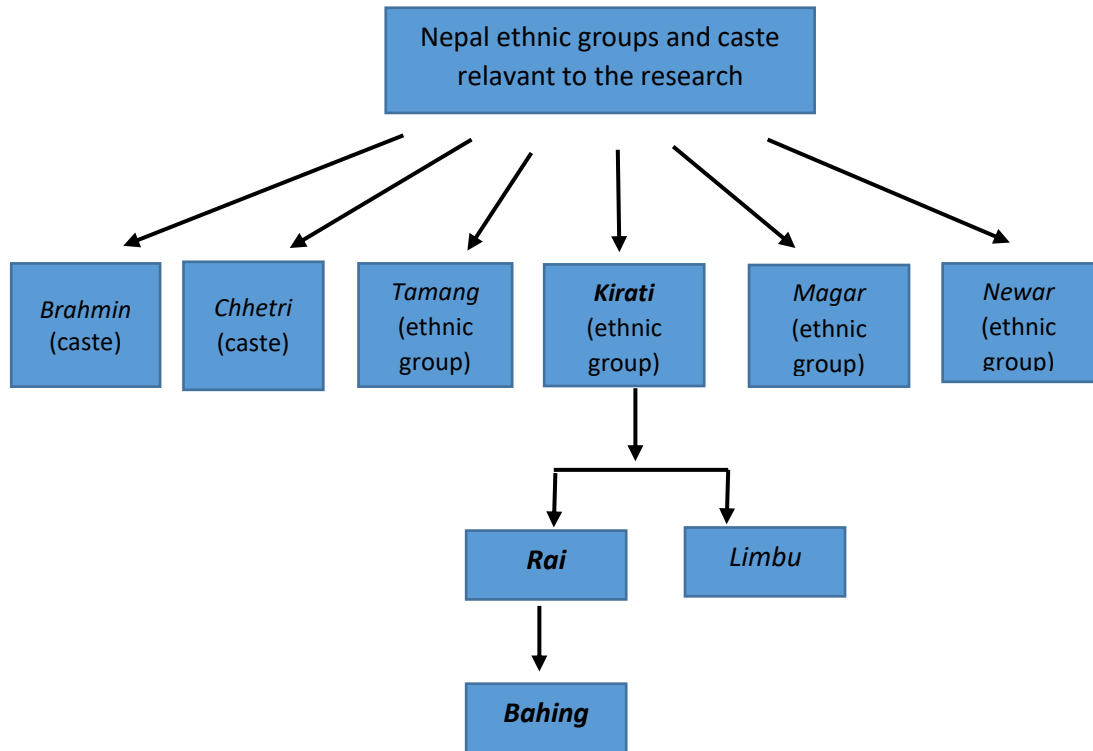 Nepal ethnic groups and caste
relavant to the research
Brahmin
(caste)
Chhetri
(caste)
Tamang
(ethnic
group)
Kirati
(ethnic
group)
Magar
(ethnic
group)
Newar
(ethnic
group)
Rai
Limbu
Bahing